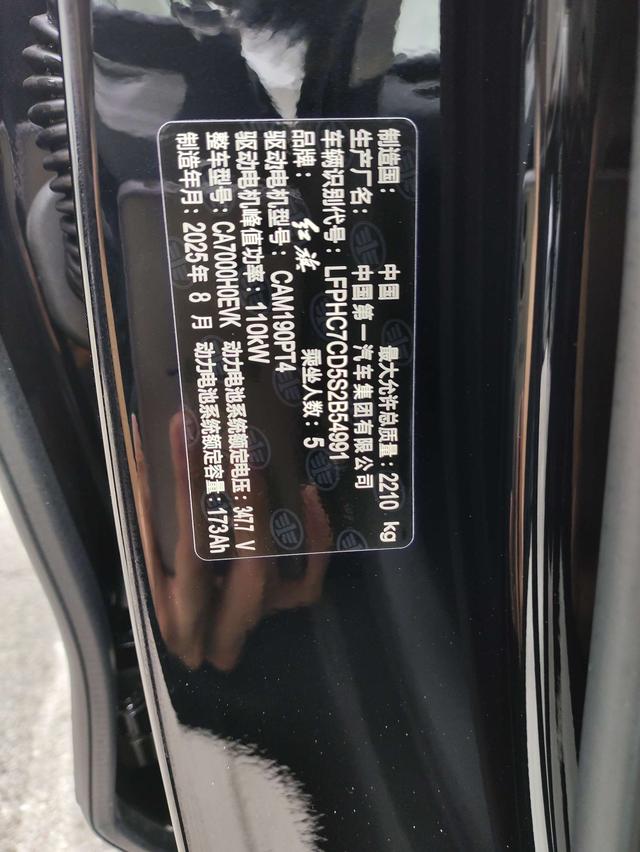 制造国： 中国 最大允许总质量：2210 kg
生产厂名： 中国第一汽车集团有限公司
车辆识别代号：LFPHC7CD5S2B54991
品牌： 红旗 乘坐人数：5
驱动电机型号：CAM190PT4
驱动电机峰值功率：110kW
整车型号：CA7000H0EVK 动力电池系统额定电压：347.7 V
制造年月：2025年 8 月 动力电池系统额定容量：173Ah